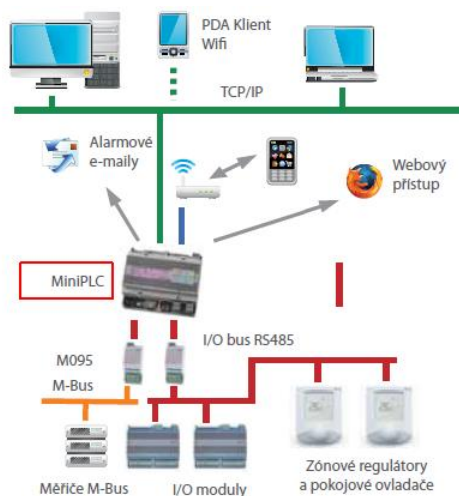 PDA Klient
Wifi
TCP/IP
Alarmové
e-maily
Webový
přístup
MiniPLC
I/O bus RS485
M095
M-Bus
Měřiče M-Bus
I/O moduly
Zónové regulátory
a pokojové ovladače